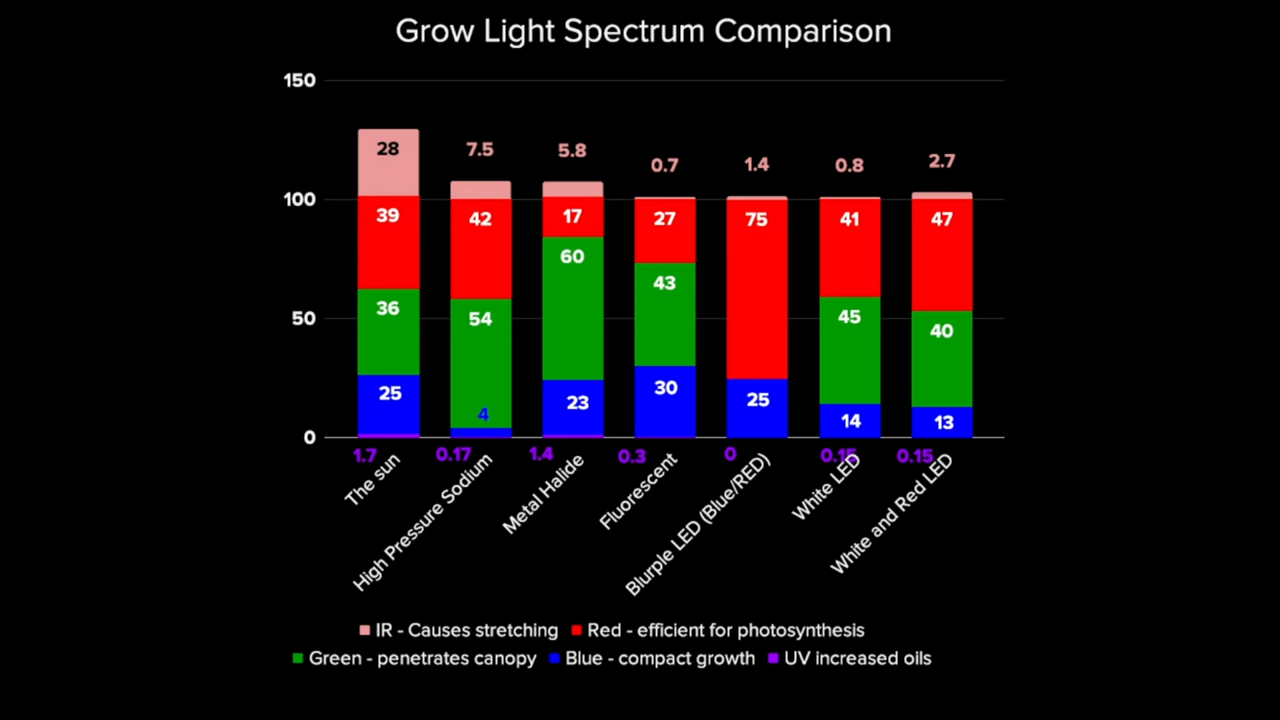 Grow Light Spectrum Comparison
150
28 7.5 5.8 0.7 1.4 0.8 2.7
100
39 42 17 27 75 41 47
60
43
36 54 45 40
50
25 4 23 30 25 14 13
0
1.7 0.17 1.4 0.3 0 0.15 0.15
The sun
High Pressure Sodium
Metal Halide
Fluorescent
Blurple LED (Blue/RED)
White LED
White and Red LED
IR - Causes stretching Red - efficient for photosynthesis
Green - penetrates canopy Blue - compact growth UV increased oils